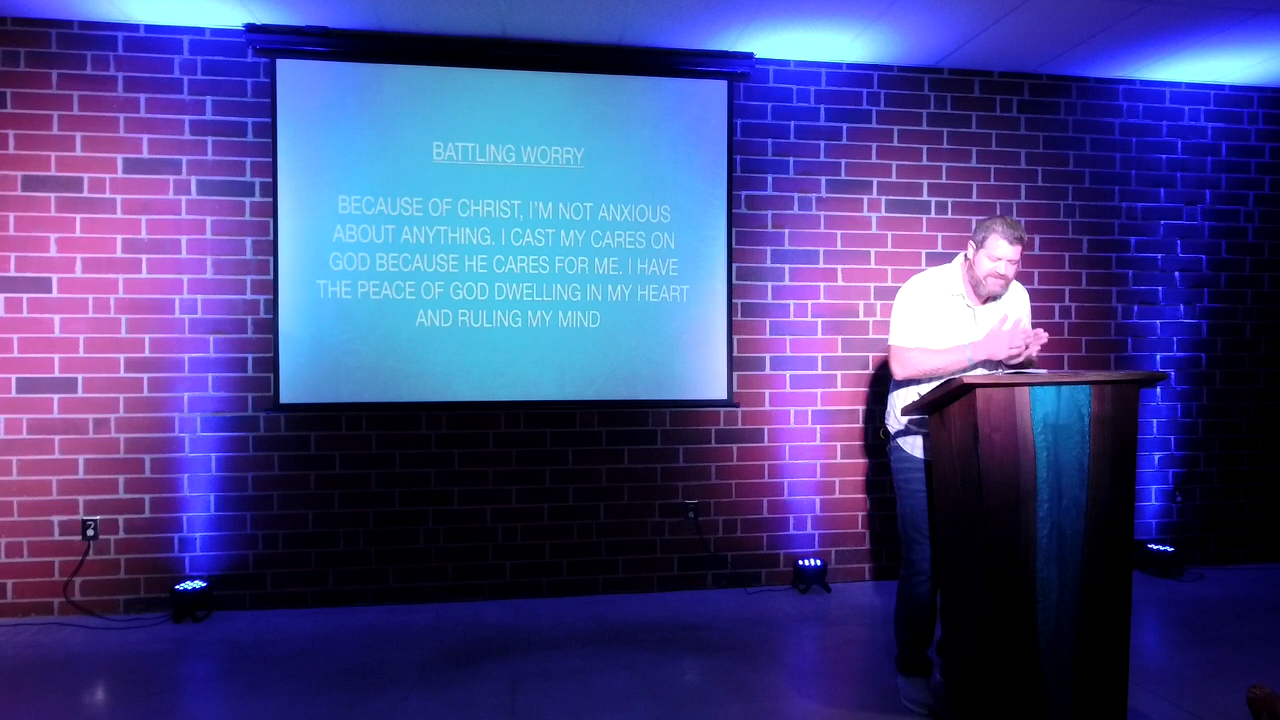 BATTLING WORRY
BECAUSE OF CHRIST, I'M NOT ANXIOUS
ABOUT ANYTHING. I CAST MY CARES ON
GOD BECAUSE HE CARES FOR ME. I HAVE
THE PEACE OF GOD DWELLING IN MY HEART
AND RULING MY MIND